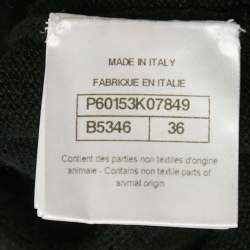 MADE IN ITALY
FABRIQUE EN ITALIE
P60153K07849
B5346 36
Contient des parties non textiles d'origine
animale - Contains non textile parts of
animal origin